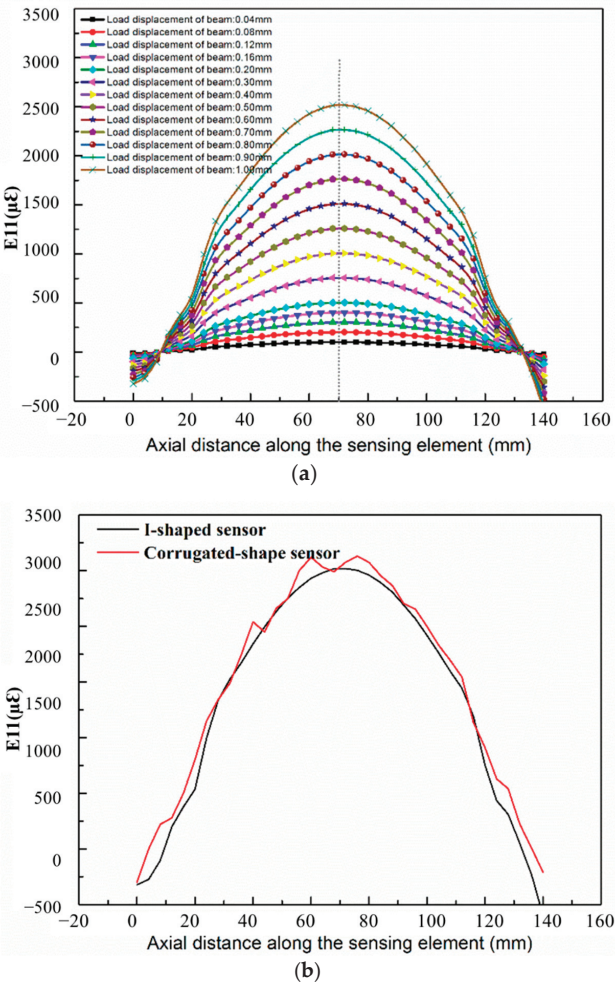 3500
3000
2500
2000
1500
1000
500
0
−500
E11(µƐ)
Load displacement of beam:0.04mm
Load displacement of beam:0.08mm
Load displacement of beam:0.12mm
Load displacement of beam:0.16mm
Load displacement of beam:0.20mm
Load displacement of beam:0.30mm
Load displacement of beam:0.40mm
Load displacement of beam:0.50mm
Load displacement of beam:0.60mm
Load displacement of beam:0.70mm
Load displacement of beam:0.80mm
Load displacement of beam:0.90mm
Load displacement of beam:1.00mm
−20 0 20 40 60 80 100 120 140 160
Axial distance along the sensing element (mm)
(a)
3500
3000
2500
2000
1500
1000
500
0
−500
E11(µƐ)
I-shaped sensor
Corrugated-shape sensor
−20 0 20 40 60 80 100 120 140 160
Axial distance along the sensing element (mm)
(b)